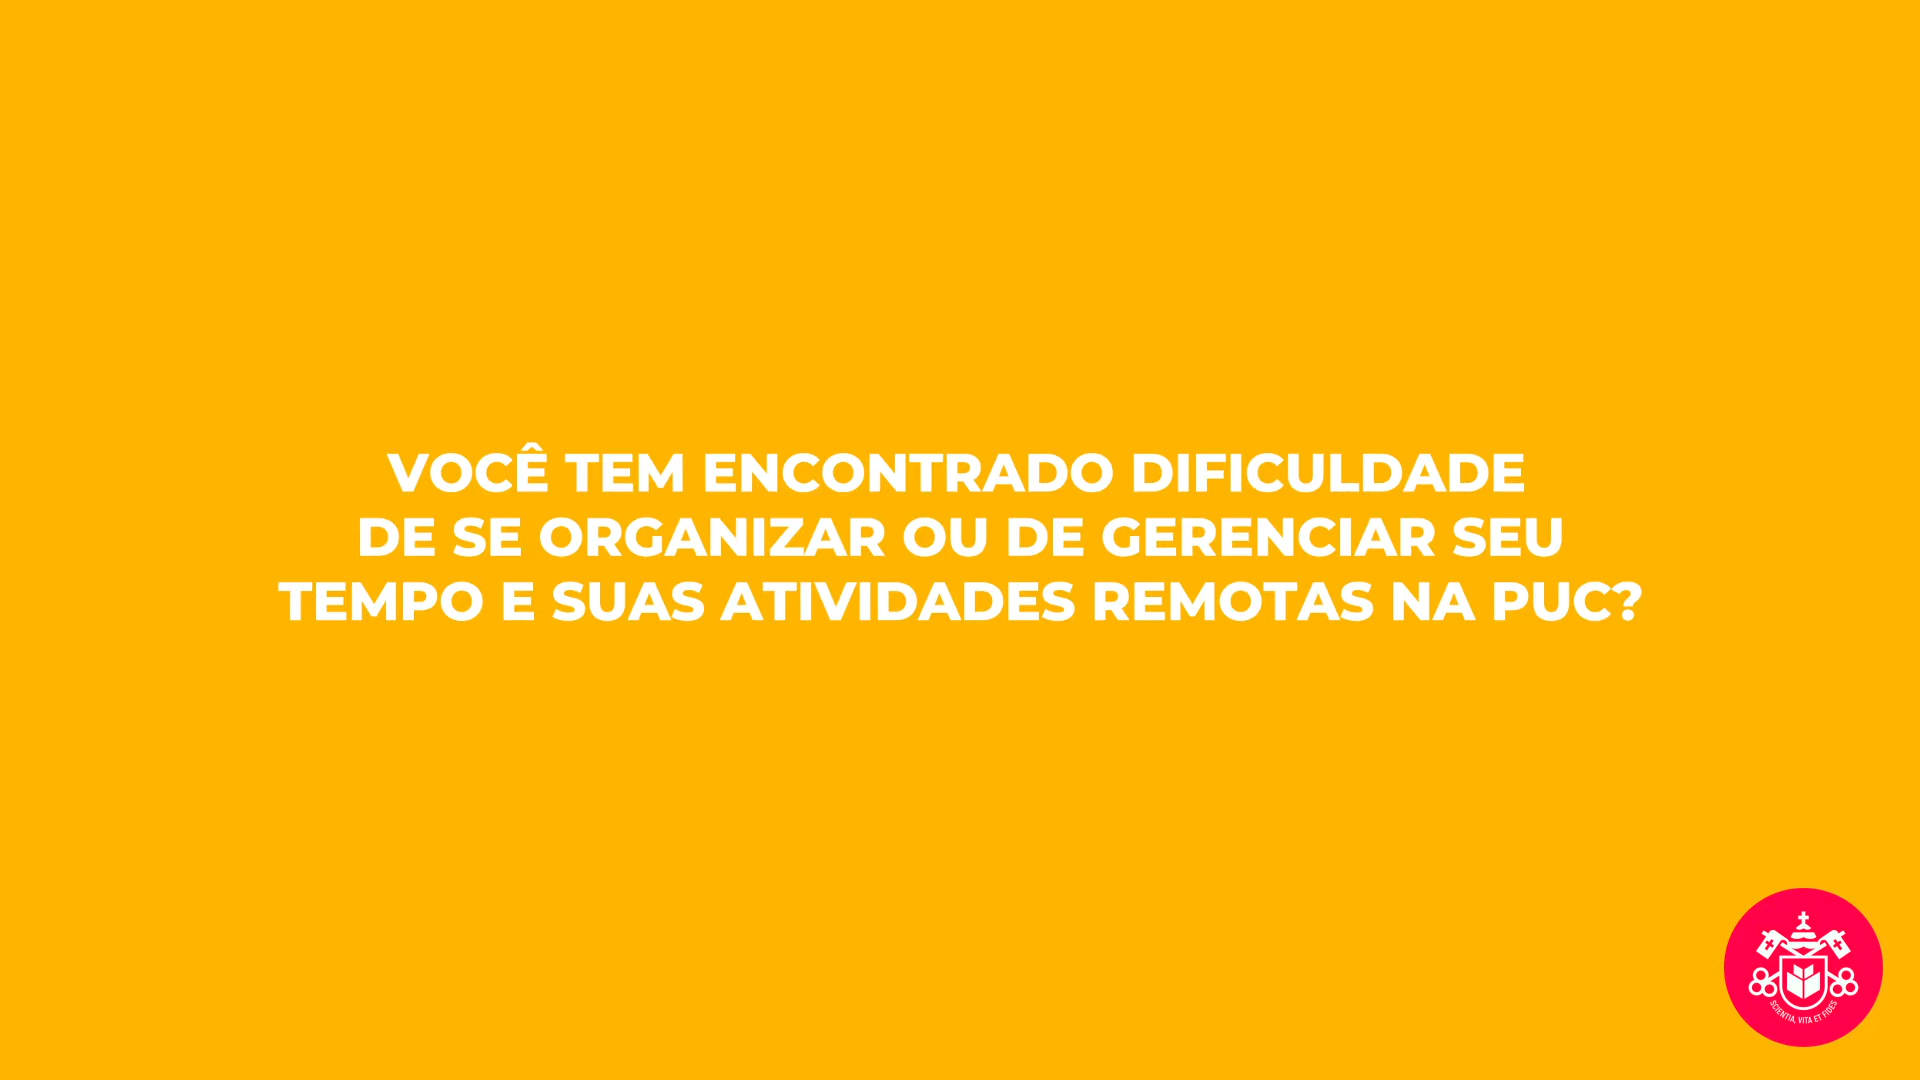 VOCÊ TEM ENCONTRADO DIFICULDADE
DE SE ORGANIZAR OU DE GERENCIAR SEU
TEMPO E SUAS ATIVIDADES REMOTAS NA PUC?
SCIENTIA, VITA ET FIDES